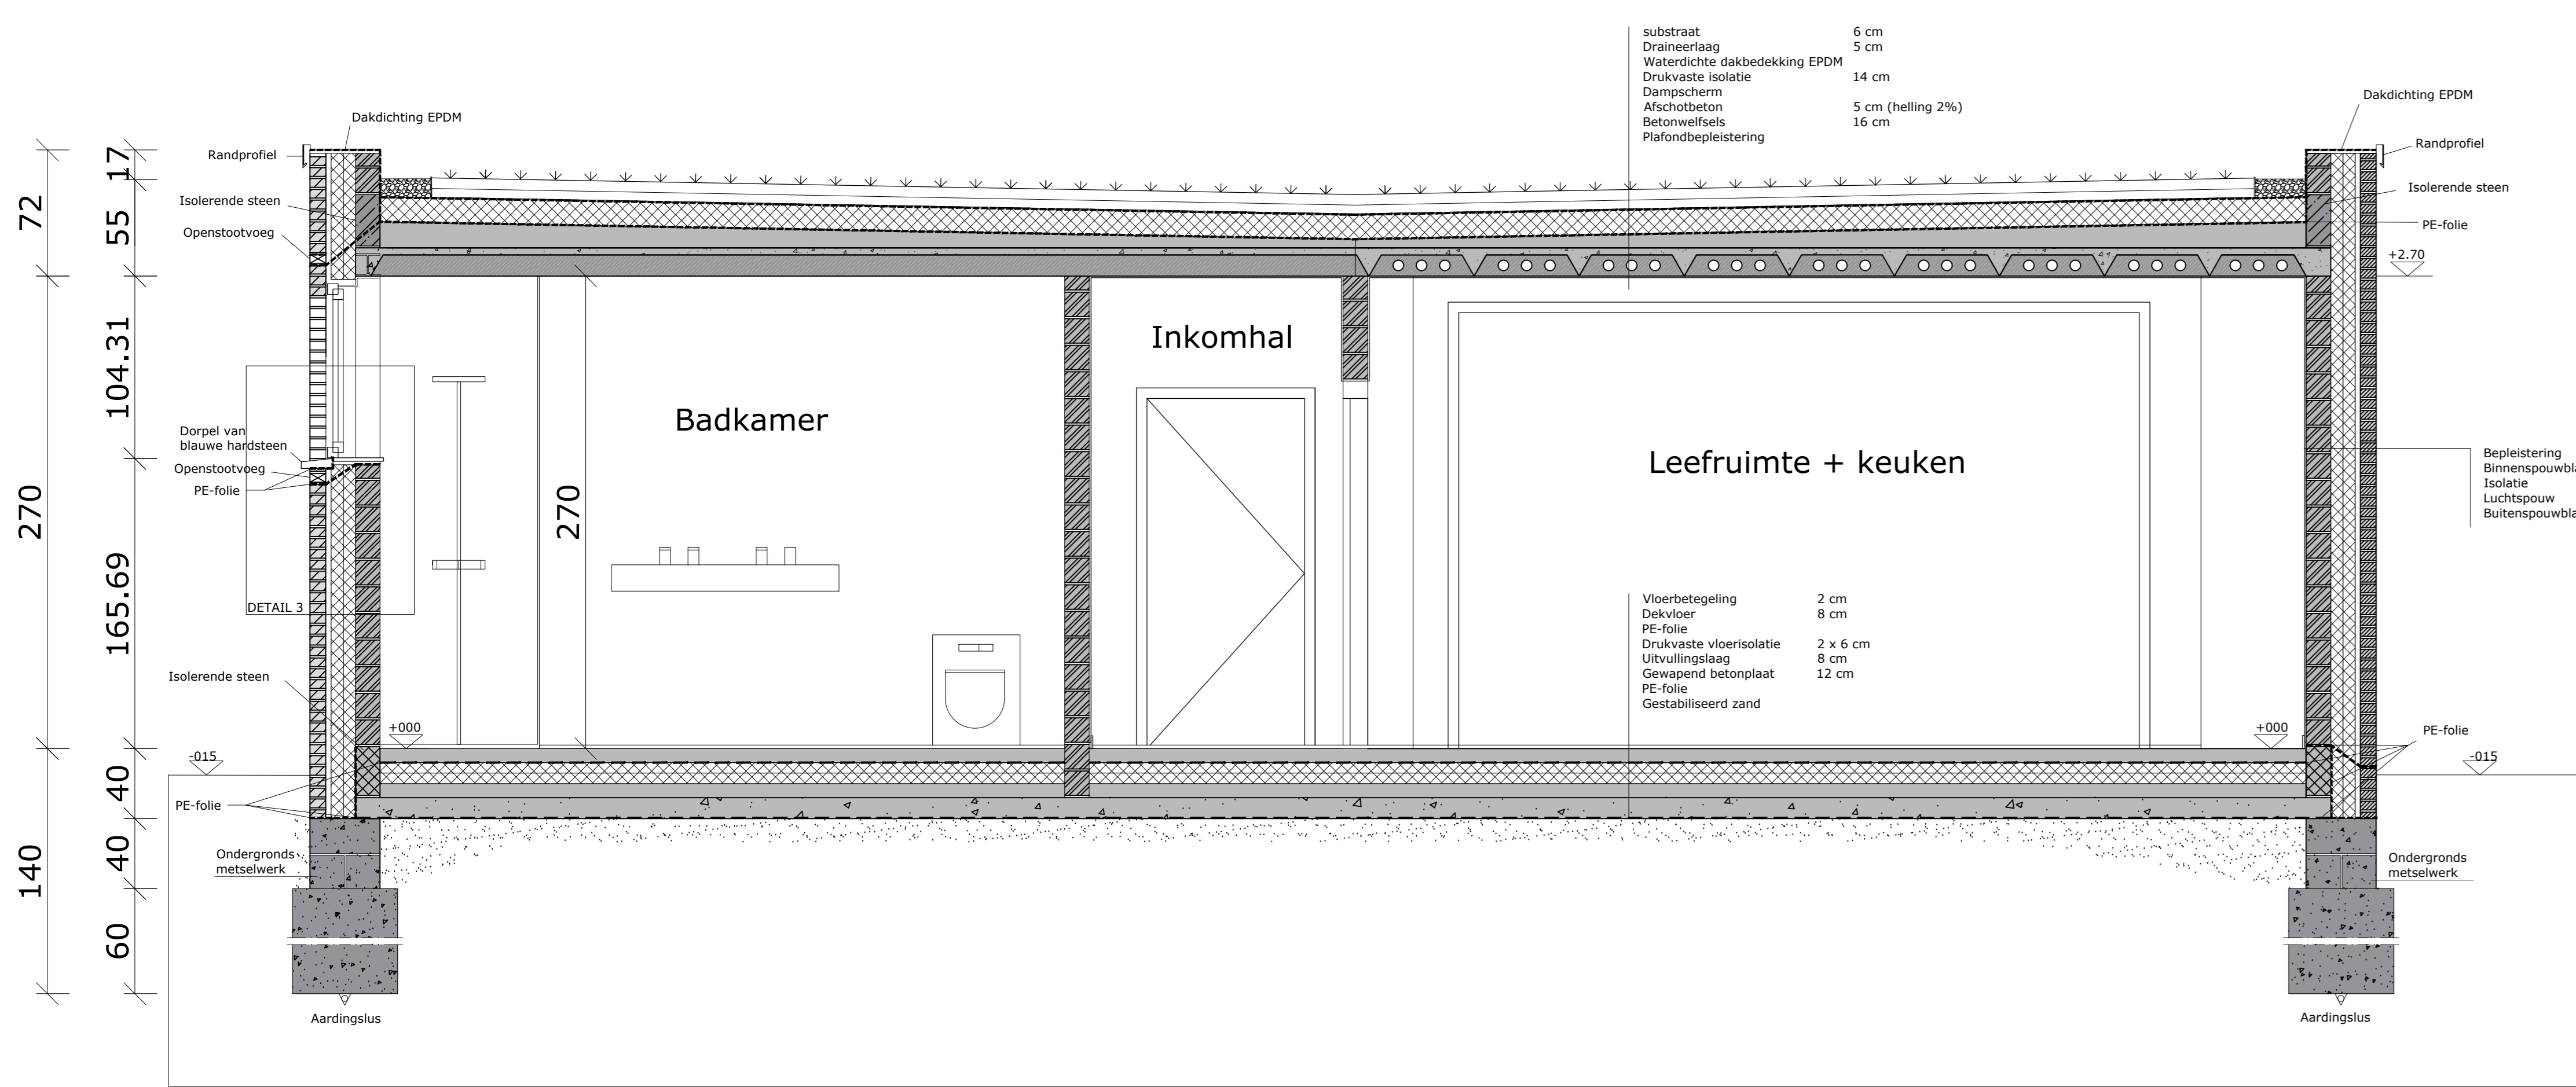 substraat 6 cm
Draineerlaag 5 cm
Waterdichte dakbedekking EPDM
Drukvaste isolatie 14 cm
Dampscherm
Afschotbeton 5 cm (helling 2%)
Betonwelfsels 16 cm
Plafondbepleistering
Dakdichting EPDM
Randprofiel
Isolerende steen
Openstootvoeg
Dakdichting EPDM
Randprofiel
Isolerende steen
PE-folie
+2.70
17
72
55
104.31
270
165.69
40
140
40
60
Inkomhal
Badkamer
Leefruimte + keuken
270
Dorpel van
blauwe hardsteen
Openstootvoeg
PE-folie
DETAIL 3
Isolerende steen
+000
-015
PE-folie
Ondergronds
metselwerk
Aardingslus
Vloerbetegeling 2 cm
Dekvloer 8 cm
PE-folie
Drukvaste vloerisolatie 2 x 6 cm
Uitvullingslaag 8 cm
Gewapend betonplaat 12 cm
PE-folie
Gestabiliseerd zand
Bepleistering
Binnenspouwbla
Isolatie
Luchtspouw
Buitenspouwbla
+000
PE-folie
-015
Ondergronds
metselwerk
Aardingslus